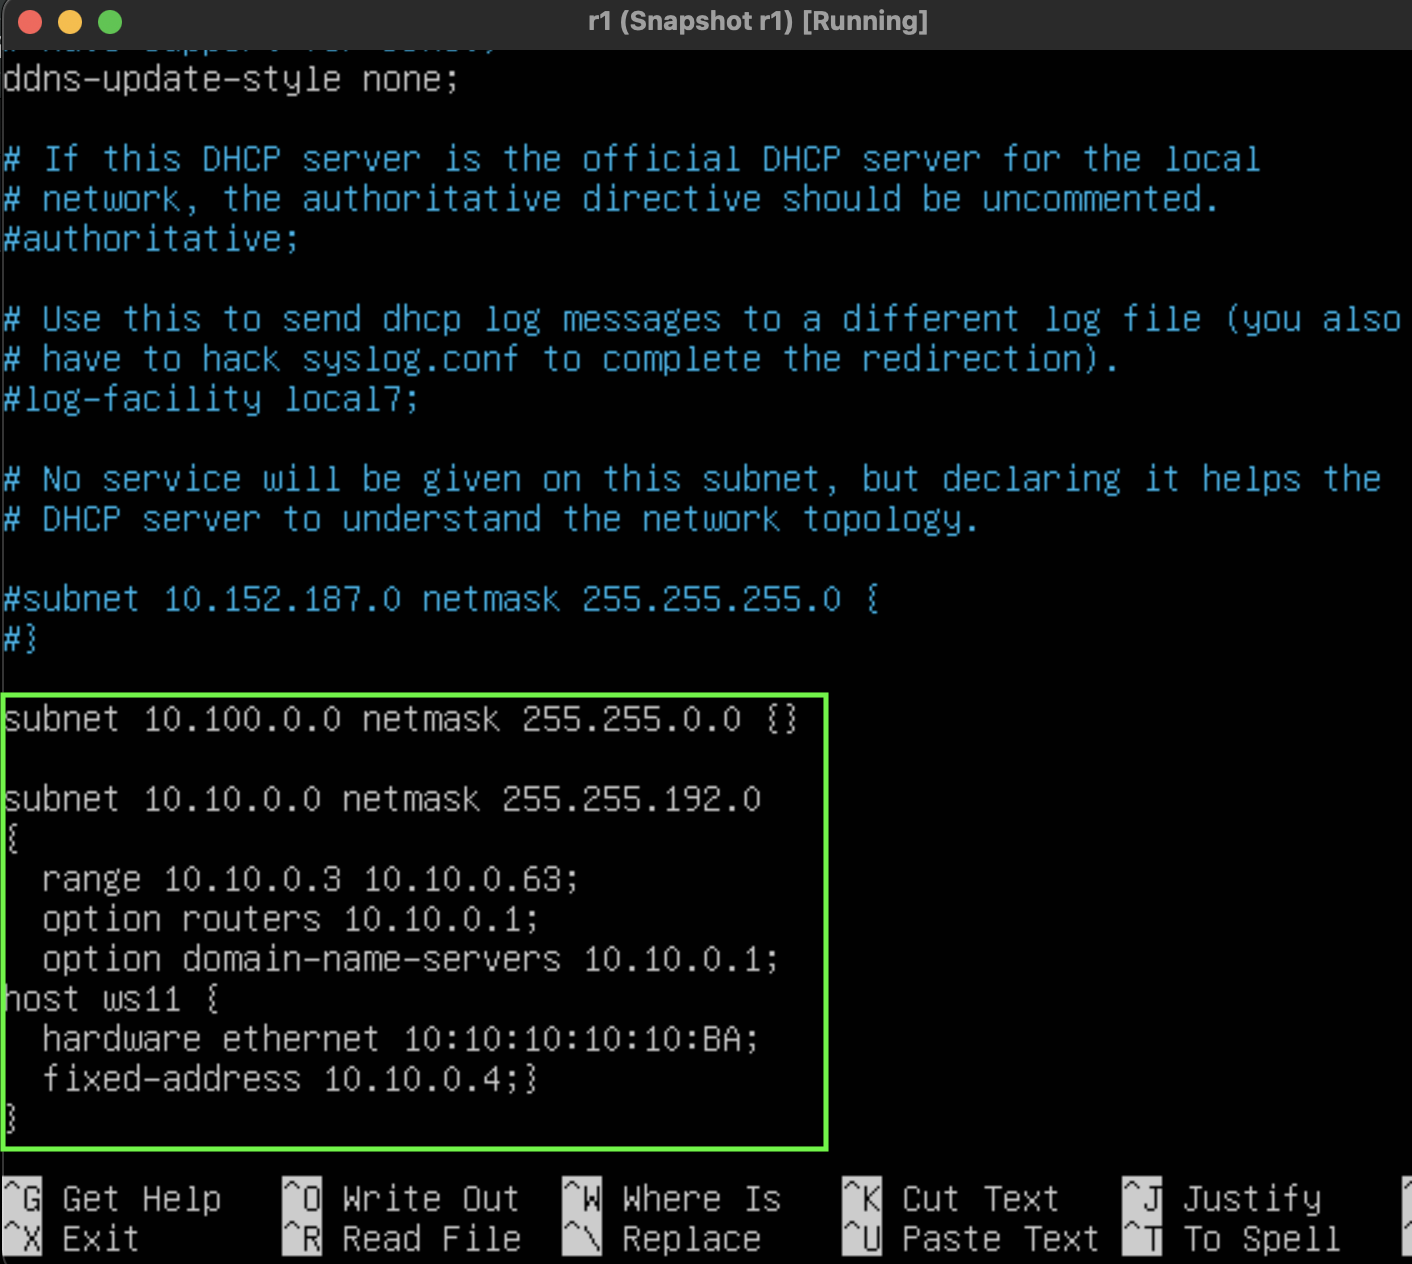 r1 (Snapshot r1) [Running]
ddns-update-style none;
# If this DHCP server is the official DHCP server for the local
# network, the authoritative directive should be uncommented.
#authoritative;
# Use this to send dhcp log messages to a different log file (you also
# have to hack syslog.conf to complete the redirection).
#log-facility local7;
# No service will be given on this subnet, but declaring it helps the
# DHCP server to understand the network topology.
#subnet 10.152.187.0 netmask 255.255.255.0 {
#}
subnet 10.100.0.0 netmask 255.255.0.0 {}
subnet 10.10.0.0 netmask 255.255.192.0
{
  range 10.10.0.3 10.10.0.63;
  option routers 10.10.0.1;
  option domain-name-servers 10.10.0.1;
host ws11 {
  hardware ethernet 10:10:10:10:10:BA;
  fixed-address 10.10.0.4;}
}
^G Get Help ^O Write Out ^W Where Is ^K Cut Text ^J Justify
^X Exit ^R Read File ^\ Replace ^U Paste Text ^T To Spell